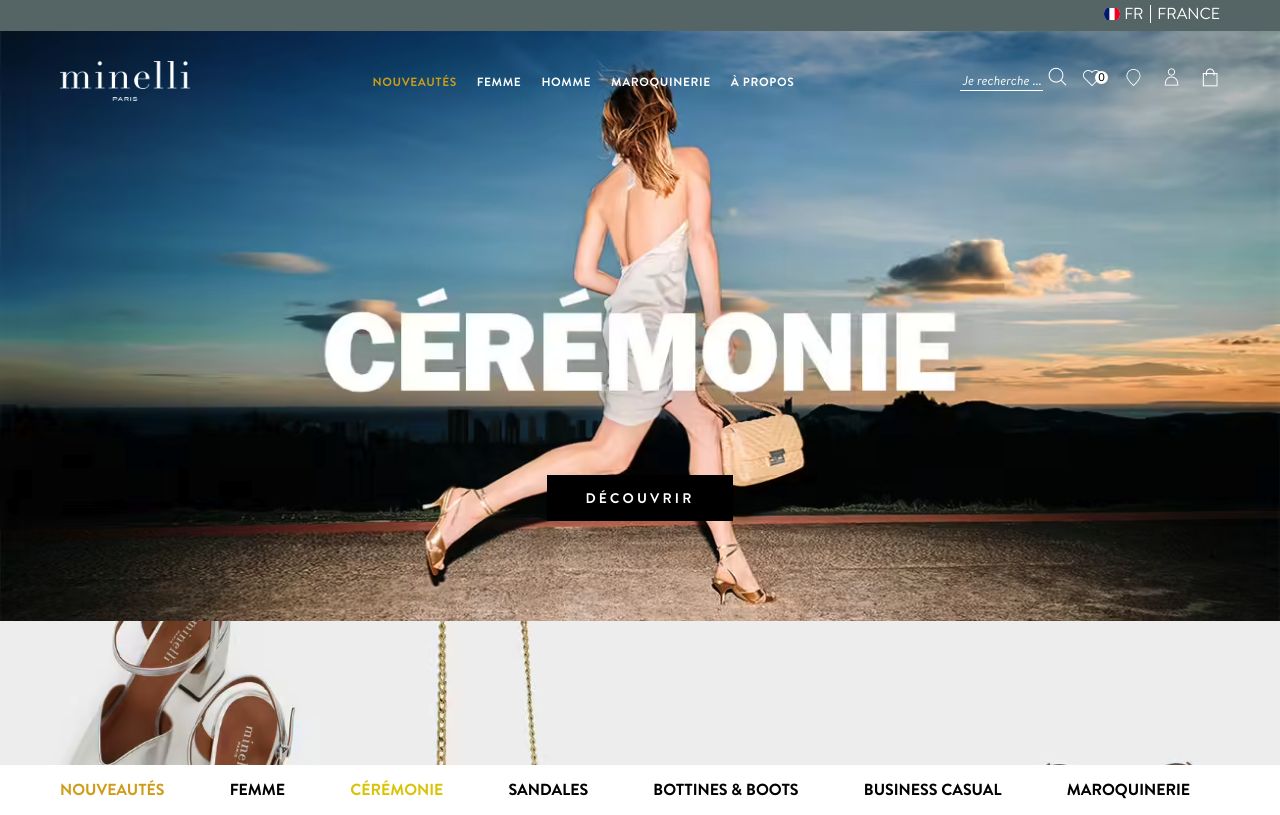 FR | FRANCE
minelli
PARIS
NOUVEAUTÉS FEMME HOMME MAROQUINERIE À PROPOS
Je recherche ...
0
CÉRÉMONIE
DÉCOUVRIR
minelli
minelli
NOUVEAUTÉS FEMME CÉRÉMONIE SANDALES BOTTINES & BOOTS BUSINESS CASUAL MAROQUINERIE